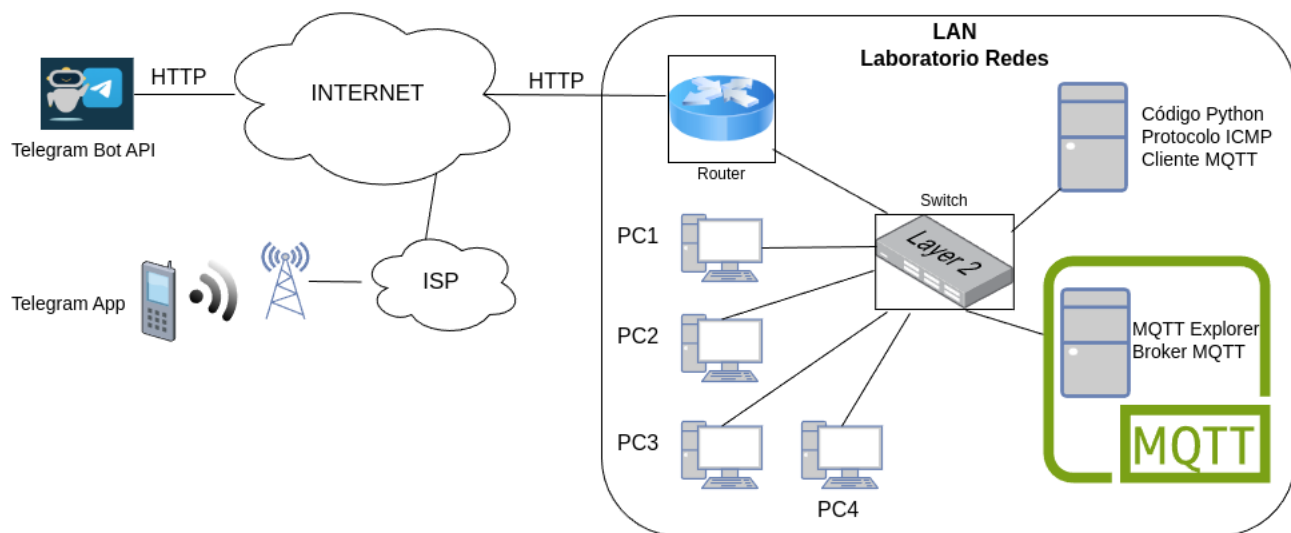 LAN
Laboratorio Redes
HTTP
INTERNET
HTTP
Telegram Bot API
Router
Código Python
Protocolo ICMP
Cliente MQTT
Switch
Layer 2
PC1
Telegram App
ISP
PC2
MQTT Explorer
Broker MQTT
PC3
MQTT
PC4